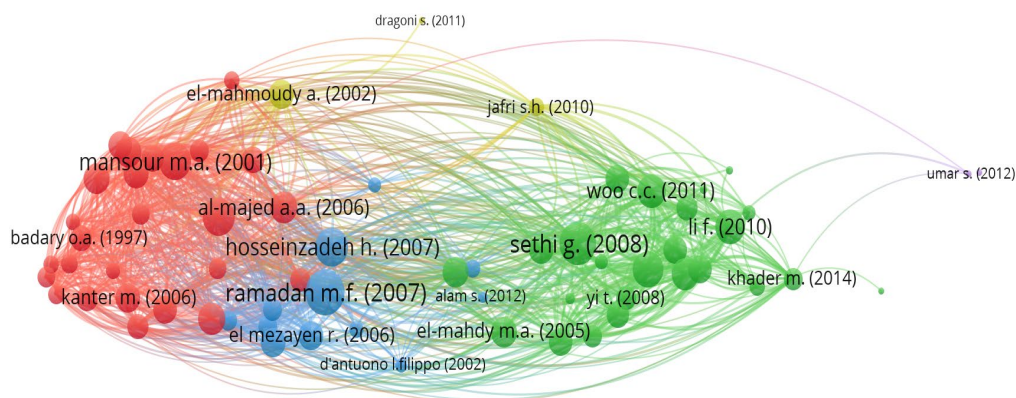 dragoni s. (2011)
el-mahmoudy a. (2002)
jafri s.h. (2010)
mansour m.a. (2001)
umar s. (2012)
woo c.c. (2011)
al-majed a.a. (2006)
li f. (2010)
badary o.a. (1997)
hosseinzadeh h. (2007)
sethi g. (2008)
khader m. (2014)
kanter m. (2006)
ramadan m.f. (2007)
alam s. (2012)
yi t. (2008)
el mezayen r. (2006)
el-mahdy m.a. (2005)
d'antuono l.filippo (2002)